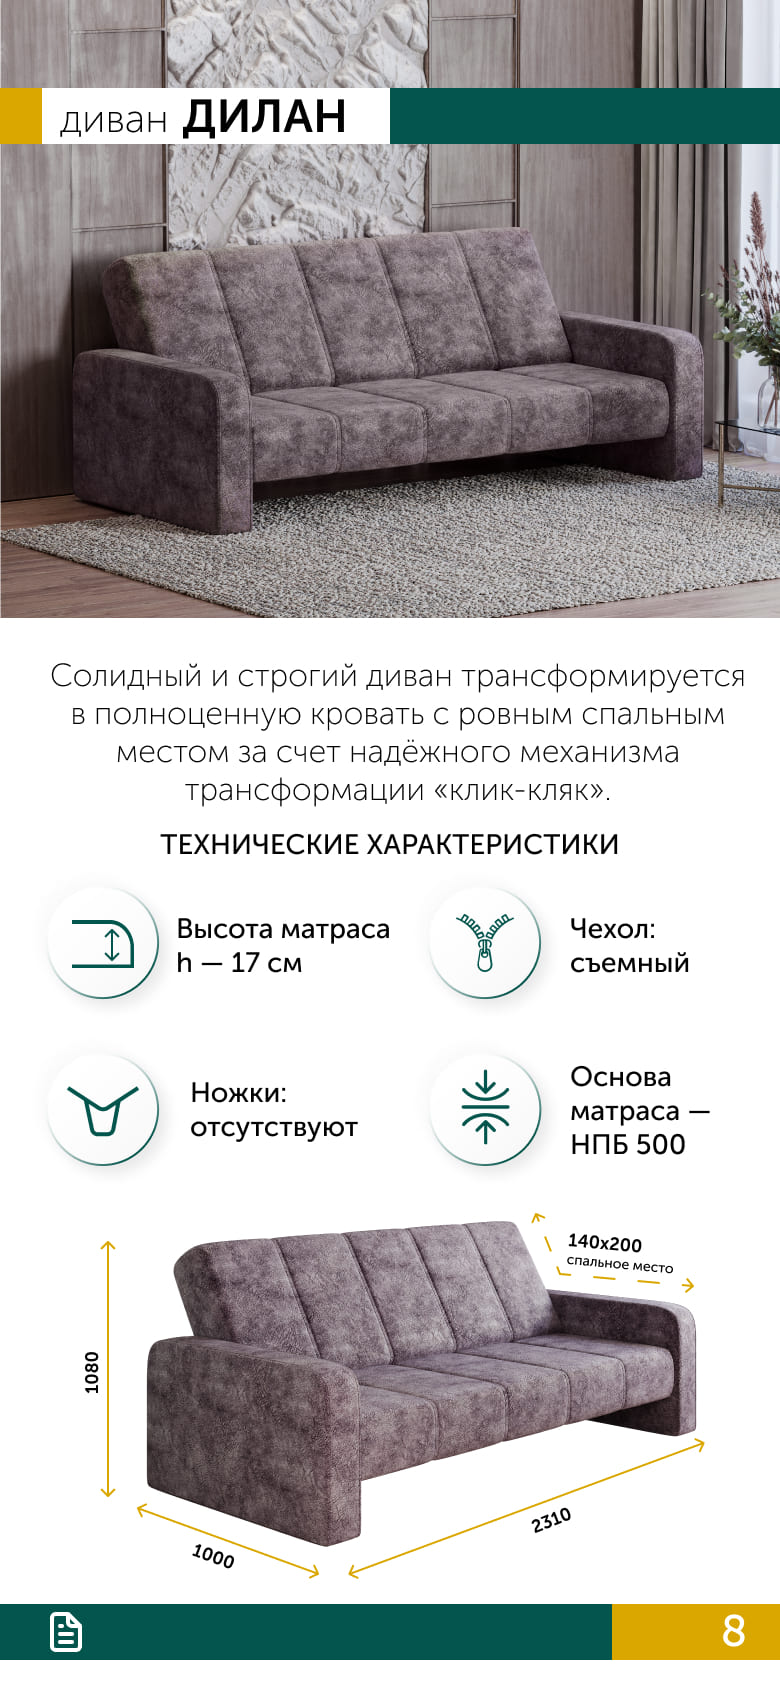 диван ДИЛАН
Солидный и строгий диван трансформируется
в полноценную кровать с ровным спальным
местом за счет надёжного механизма
трансформации «клик-кляк».
ТЕХНИЧЕСКИЕ ХАРАКТЕРИСТИКИ
Высота матраса
h — 17 см
Чехол:
съемный
Ножки:
отсутствуют
Основа
матраса —
НПБ 500
140х200
спальное место
1080
1000
2310
8